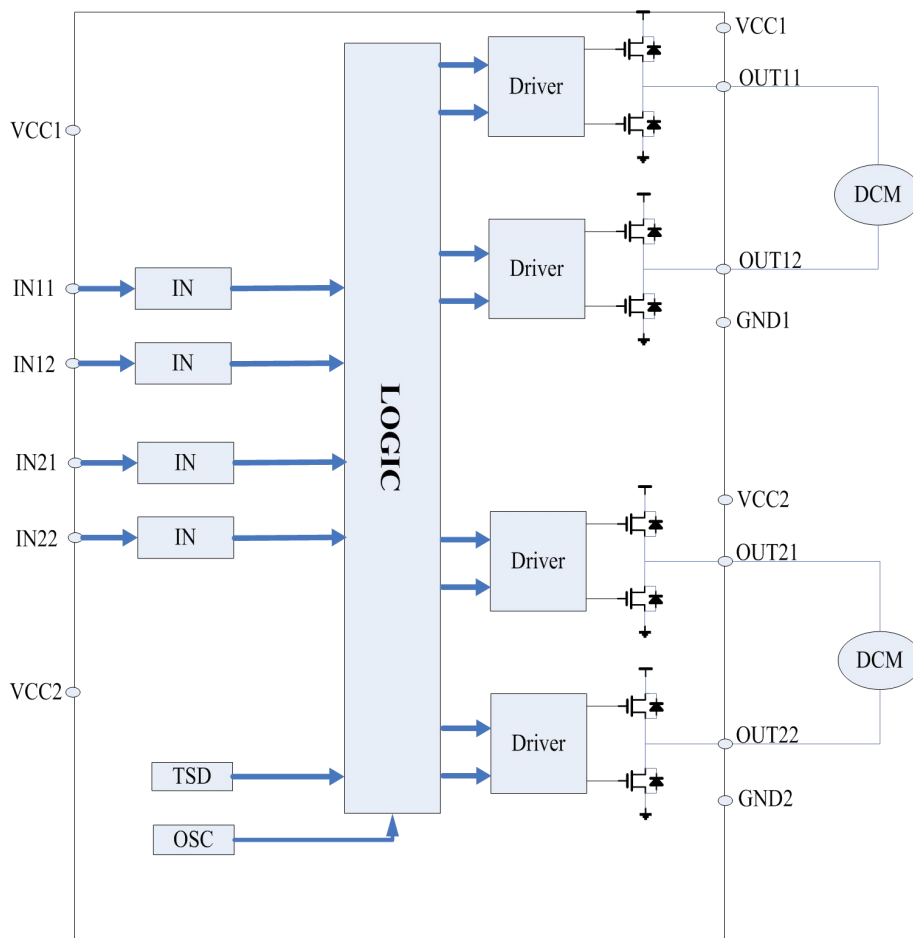 VCC1
OUT11
Driver
VCC1
DCM
Driver
OUT12
IN11
IN
GND1
IN12
IN
LOGIC
IN21
IN
VCC2
IN22
IN
OUT21
Driver
DCM
VCC2
OUT22
Driver
TSD
GND2
OSC